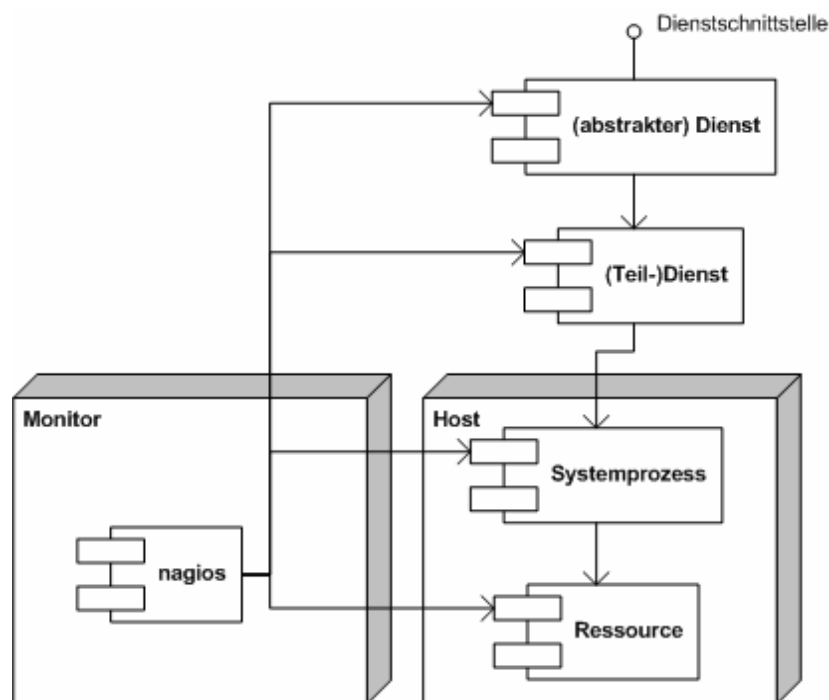 Dienstschnittstelle
(abstrakter) Dienst
(Teil-)Dienst
Monitor
Host
Systemprozess
nagios
Ressource